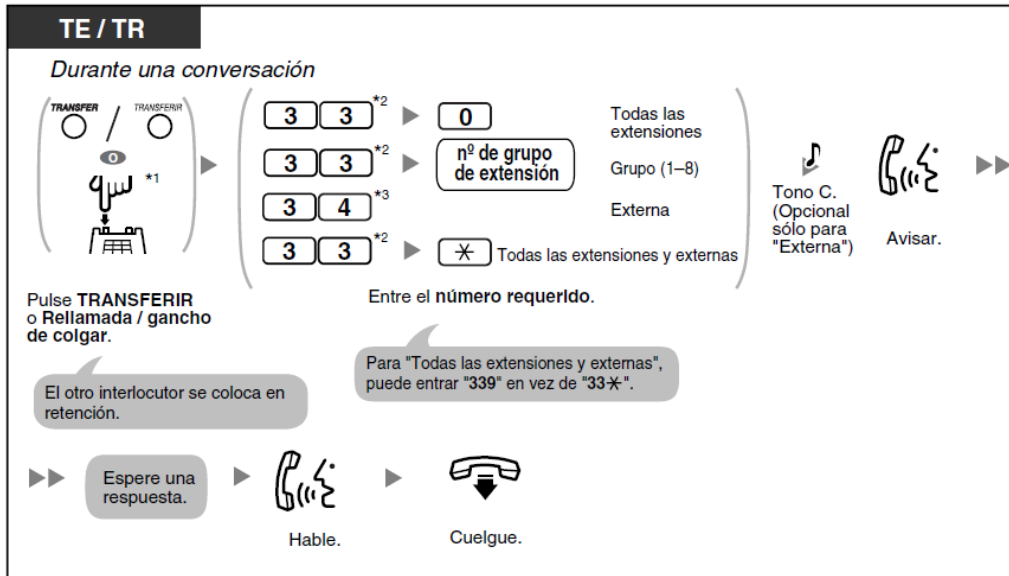 TE / TR
Durante una conversación
TRANSFER / TRANSFERIR
O
*1
3 3 *2 0 Todas las
extensiones
3 3 *2 nº de grupo
de extensión Grupo (1–8)
3 4 *3 Externa
3 3 *2 * Todas las extensiones y externas
Tono C.
(Opcional
sólo para
"Externa")
Avisar.
Pulse TRANSFERIR
o Rellamada / gancho
de colgar.
Entre el número requerido.
El otro interlocutor se coloca en
retención.
Para "Todas las extensiones y externas",
puede entrar "339" en vez de "33*".
Espere una
respuesta.
Hable.
Cuelgue.